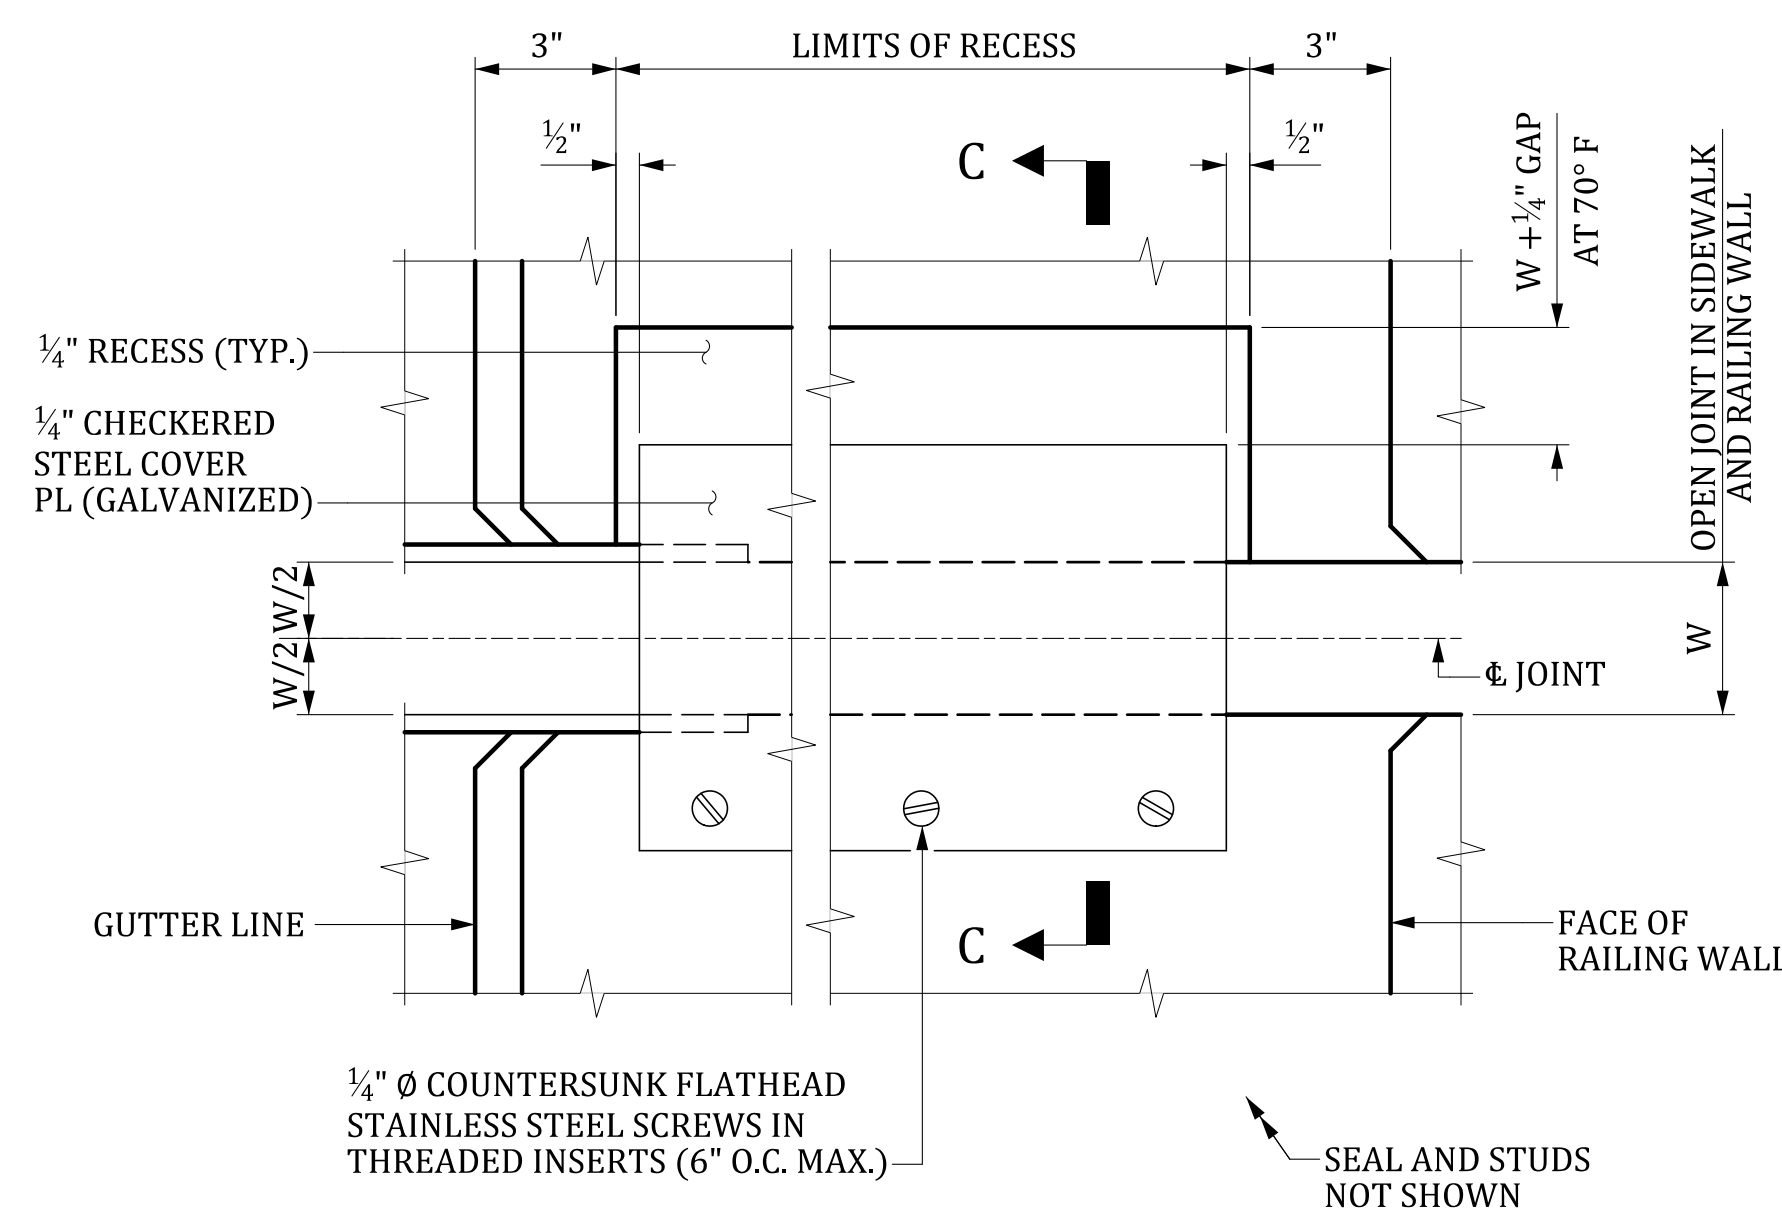 3"
LIMITS OF RECESS
3"
½"
C
½"
W +¼" GAP
AT 70° F
OPEN JOINT IN SIDEWALK
AND RAILING WALL
¼" RECESS (TYP.)
¼" CHECKERED
STEEL COVER
PL (GALVANIZED)
W/2
W/2
W
℄ JOINT
GUTTER LINE
C
FACE OF
RAILING WALL
¼" Ø COUNTERSUNK FLATHEAD
STAINLESS STEEL SCREWS IN
THREADED INSERTS (6" O.C. MAX.)
SEAL AND STUDS
NOT SHOWN